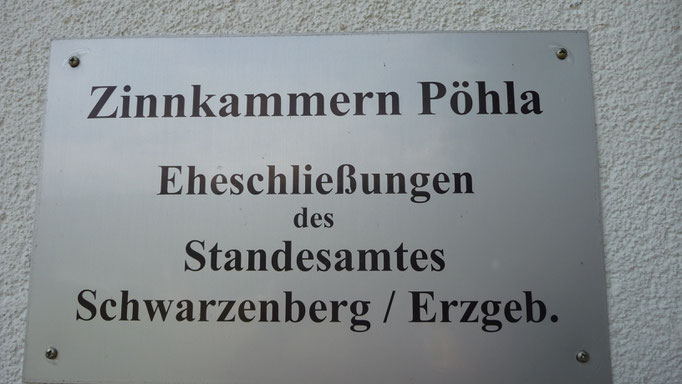 Zinnkammern Pöhla
Eheschließungen
des
Standesamtes
Schwarzenberg / Erzgeb.